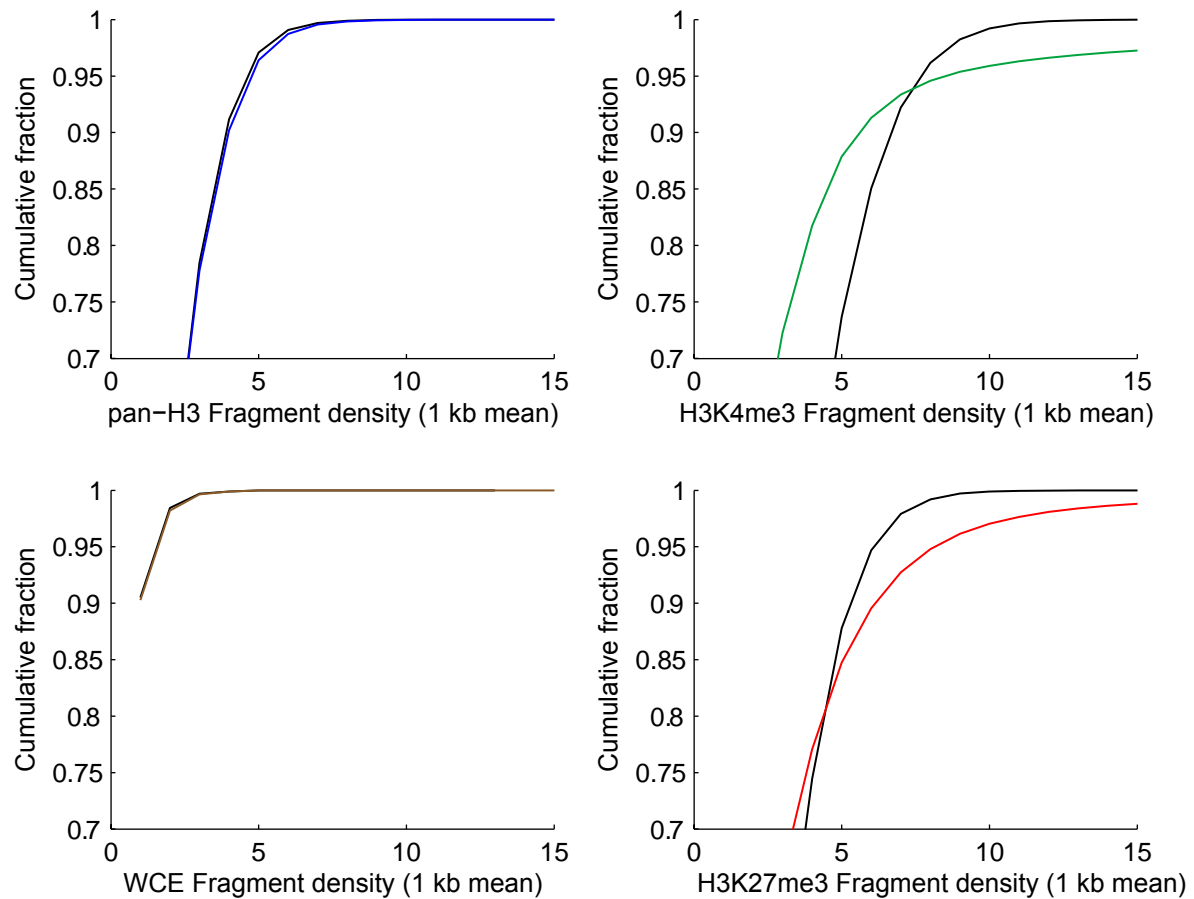 1
0.95
0.9
0.85
0.8
0.75
0.7
Cumulative fraction
0 5 10 15
pan−H3 Fragment density (1 kb mean)
1
0.95
0.9
0.85
0.8
0.75
0.7
Cumulative fraction
0 5 10 15
H3K4me3 Fragment density (1 kb mean)
1
0.95
0.9
0.85
0.8
0.75
0.7
Cumulative fraction
0 5 10 15
WCE Fragment density (1 kb mean)
1
0.95
0.9
0.85
0.8
0.75
0.7
Cumulative fraction
0 5 10 15
H3K27me3 Fragment density (1 kb mean)